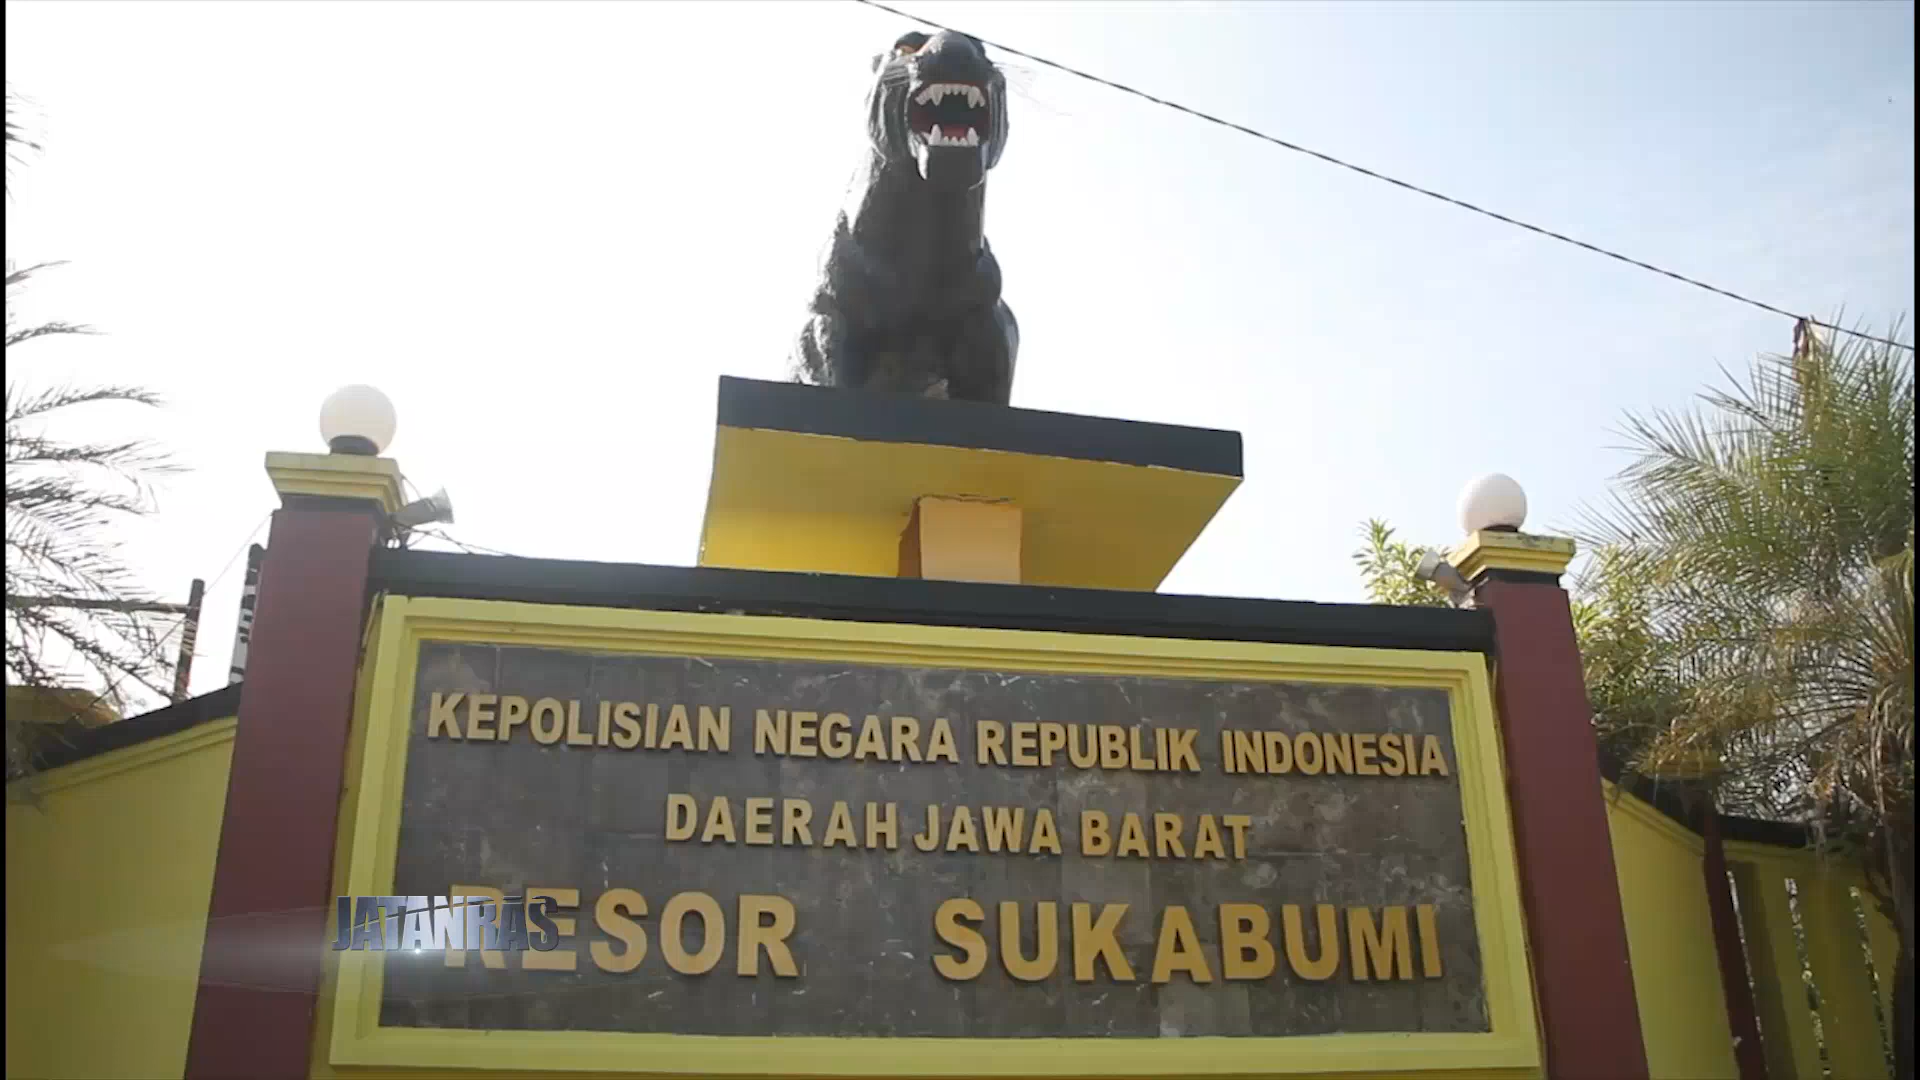 KEPOLISIAN NEGARA REPUBLIK INDONESIA
DAERAH JAWA BARAT
RESOR SUKABUMI
JATANRAS